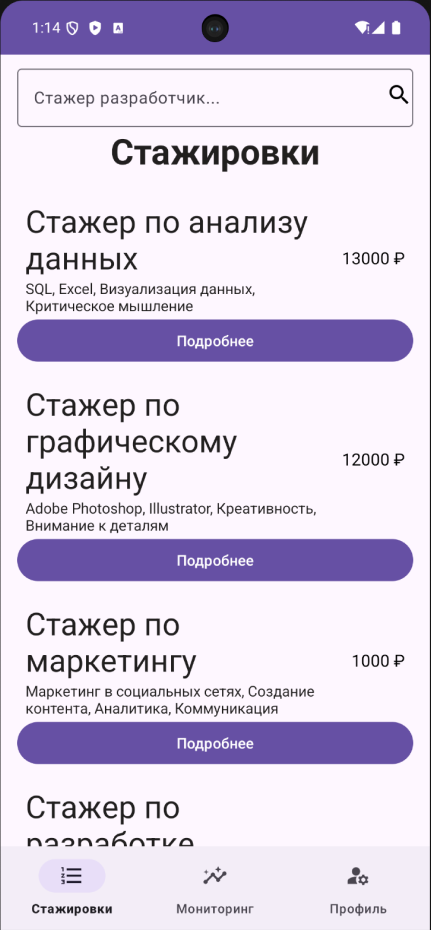 1:14
Стажер разработчик...
Стажировки
Стажер по анализу
данных
13000 ₽
SQL, Excel, Визуализация данных,
Критическое мышление
Подробнее
Стажер по
графическому
дизайну
12000 ₽
Adobe Photoshop, Illustrator, Креативность,
Внимание к деталям
Подробнее
Стажер по
маркетингу
1000 ₽
Маркетинг в социальных сетях, Создание
контента, Аналитика, Коммуникация
Подробнее
Стажер по
разработке
Стажировки
Мониторинг
Профиль